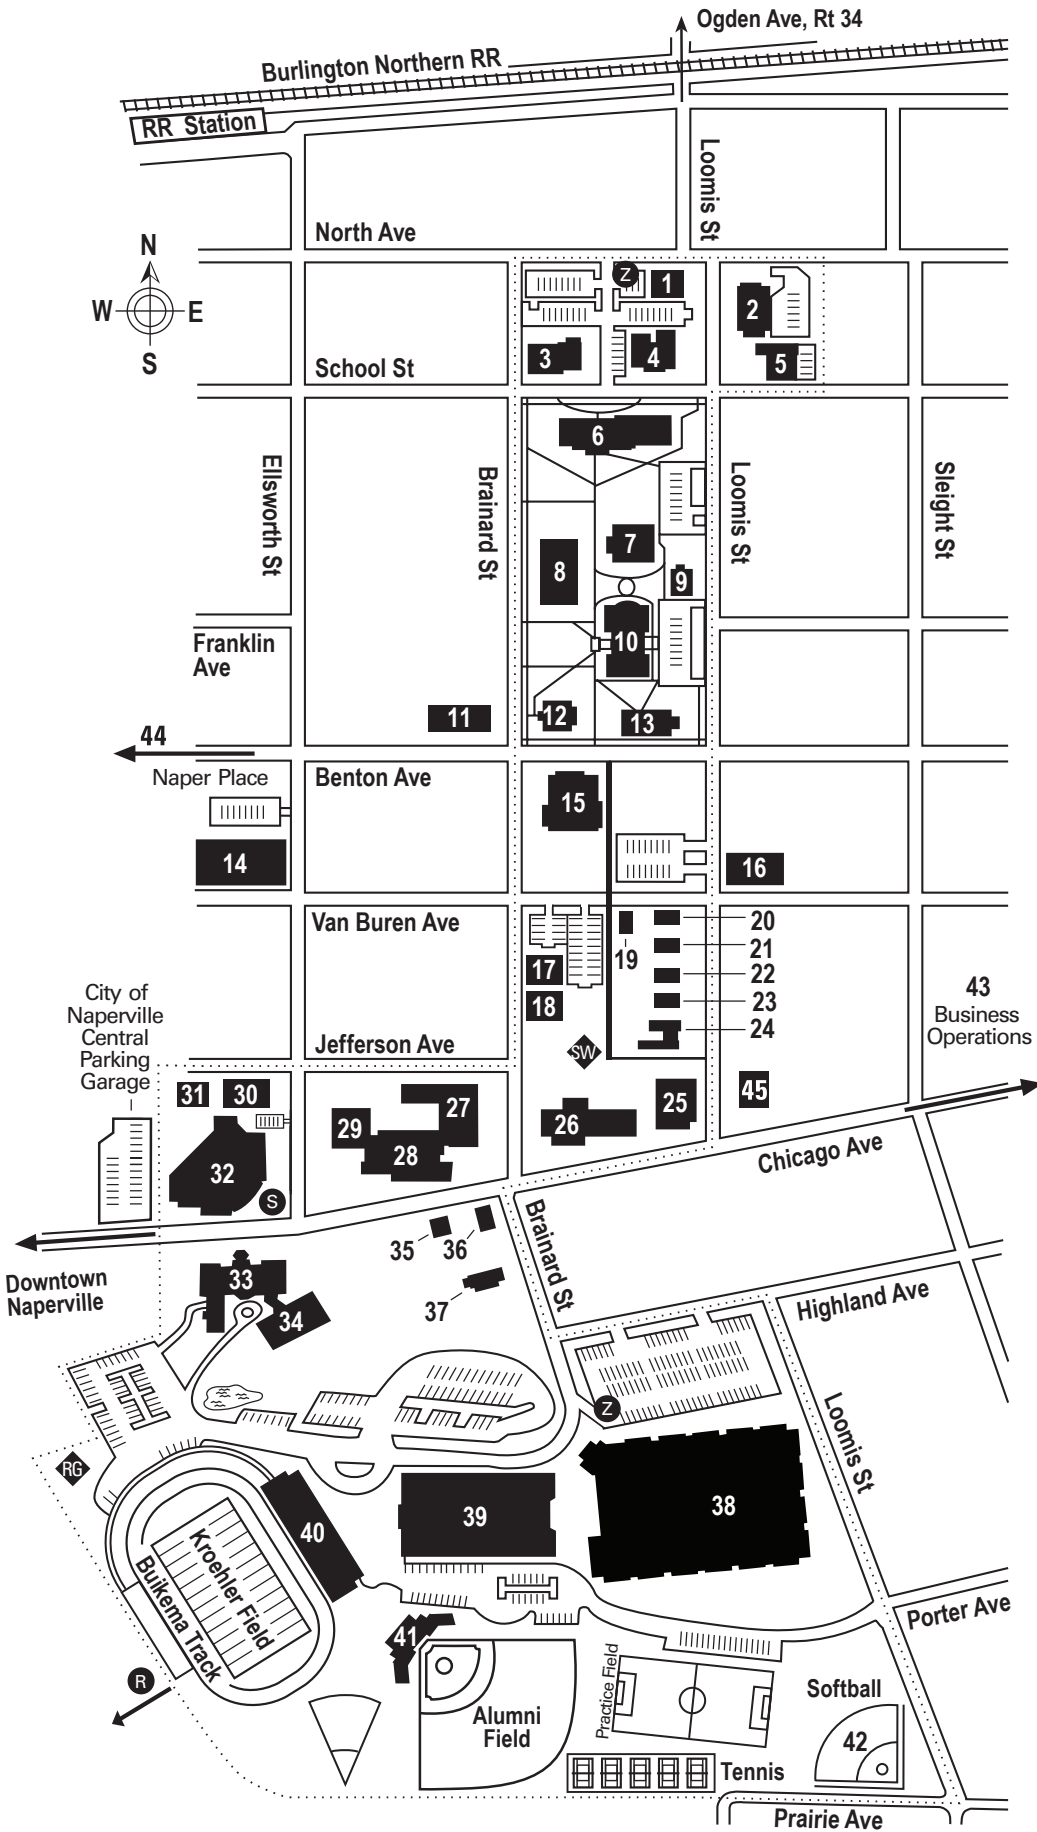 Ogden Ave, Rt 34
Burlington Northern RR
RR Station
Loomis St
North Ave
N
W E
S
Z
1
2
3
4
5
School St
6
Ellsworth St
Brainard St
Loomis St
Sleight St
7
8
9
10
Franklin
Ave
11
12
13
44
Naper Place
Benton Ave
15
14
16
Van Buren Ave
20
19
21
17
22
18
23
24
City of
Naperville
Central
Parking
Garage
43
Business
Operations
Jefferson Ave
SW
31
30
27
29
28
26
25
45
32
S
Chicago Ave
35
36
Brainard St
Downtown
Naperville
33
34
37
Highland Ave
Z
Loomis St
RG
38
39
40
Kroehler Field
Buikema Track
41
Porter Ave
R
Practice Field
Alumni
Field
Softball
42
Tennis
Prairie Ave